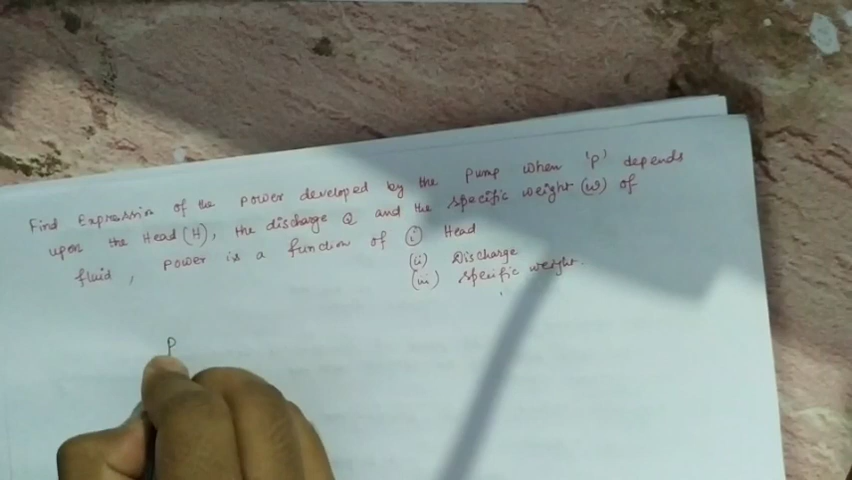 Find Expression of the power developed by the pump when 'P' depends
upon the Head (H), the discharge Q and the specific weight (w) of
fluid, power is a function of (i) Head
(ii) Discharge
(iii) specific weight.
P